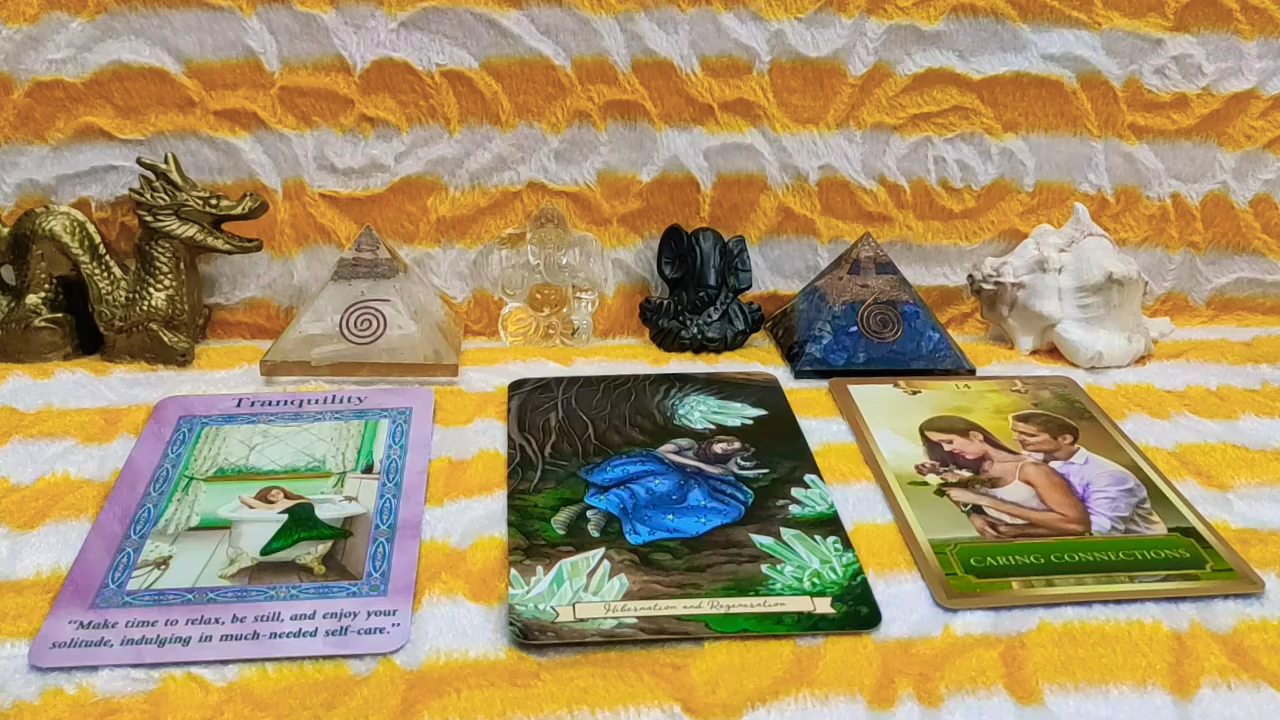 Tranquility
"Make time to relax, be still, and enjoy your
solitude, indulging in much-needed self-care."
Hibernation and Regeneration
14
CARING CONNECTIONS